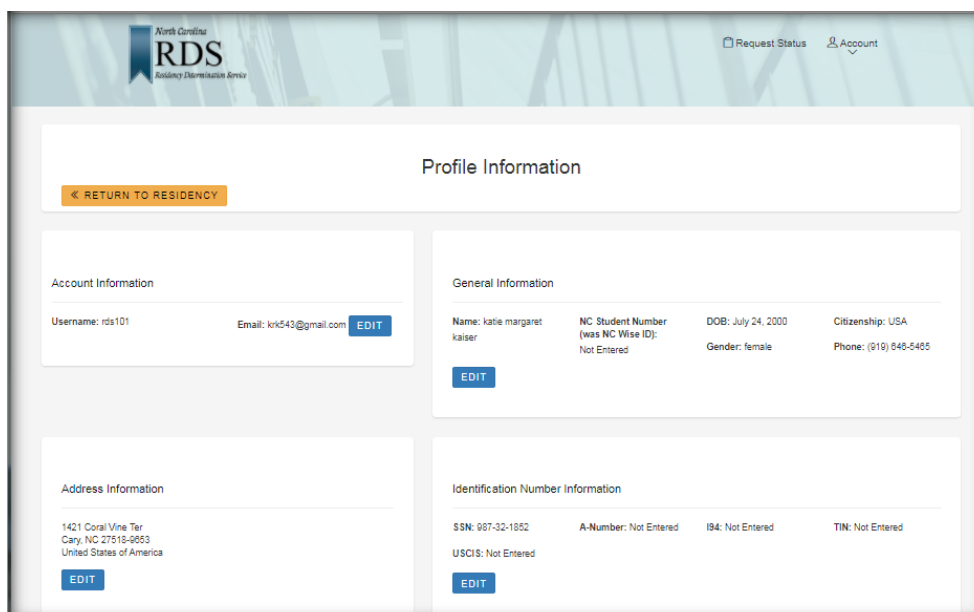 North Carolina
RDS
Residency Determination Service
Request Status
Account
Profile Information
« RETURN TO RESIDENCY
Account Information
Username: rds101
Email: krk543@gmail.com
EDIT
General Information
Name: katie margaret
kaiser
NC Student Number
(was NC Wise ID):
Not Entered
DOB: July 24, 2000
Gender: female
Citizenship: USA
Phone: (919) 646-5465
EDIT
Address Information
1421 Coral Vine Ter
Cary, NC 27518-9653
United States of America
EDIT
Identification Number Information
SSN: 987-32-1852
A-Number: Not Entered
I94: Not Entered
TIN: Not Entered
USCIS: Not Entered
EDIT